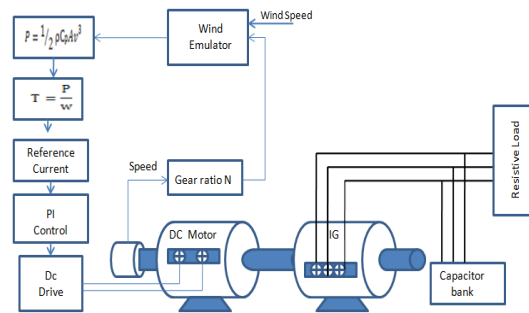 P = ½ ρCpAv³
Wind
Emulator
Wind Speed
T = P/w
Reference
Current
Speed
Gear ratio N
PI
Control
DC Motor
IG
Dc
Drive
Capacitor
bank
Resistive Load